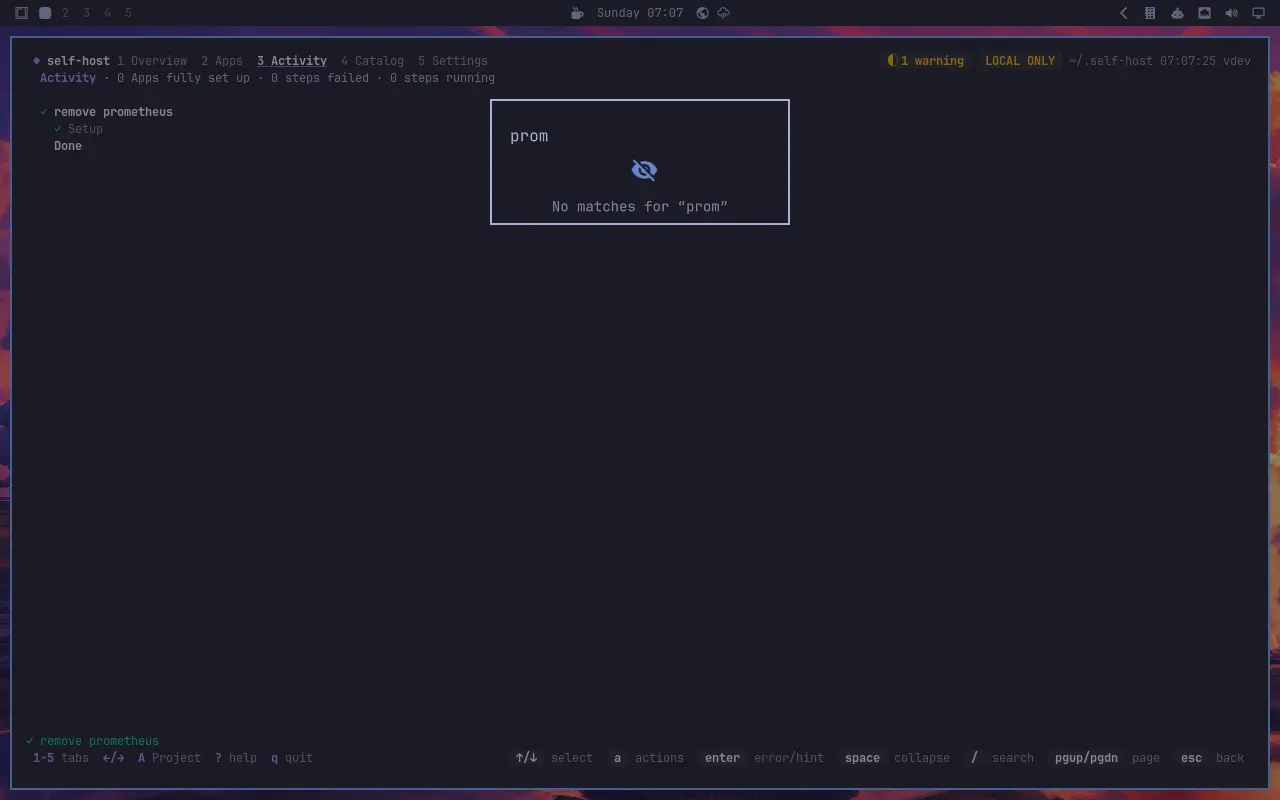 2 3 4 5
Sunday 07:07
◆ self-host 1 Overview 2 Apps 3 Activity 4 Catalog 5 Settings
1 warning LOCAL ONLY ~/.self-host 07:07:25 vdev
Activity · 0 Apps fully set up · 0 steps failed · 0 steps running
✓ remove prometheus
✓ Setup
Done
prom
No matches for “prom”
✓ remove prometheus
1-5 tabs ←/→ A Project ? help q quit
↑/↓ select a actions enter error/hint space collapse / search pgup/pgdn page esc back